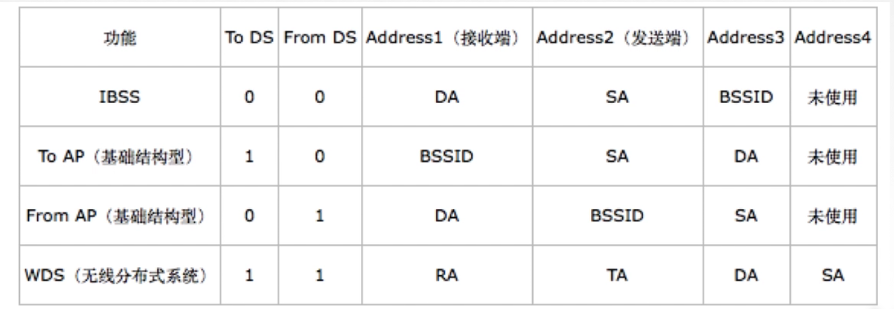 功能 To DS From DS Address1（接收端） Address2（发送端） Address3 Address4
IBSS 0 0 DA SA BSSID 未使用
To AP（基础结构型） 1 0 BSSID SA DA 未使用
From AP（基础结构型） 0 1 DA BSSID SA 未使用
WDS（无线分布式系统） 1 1 RA TA DA SA